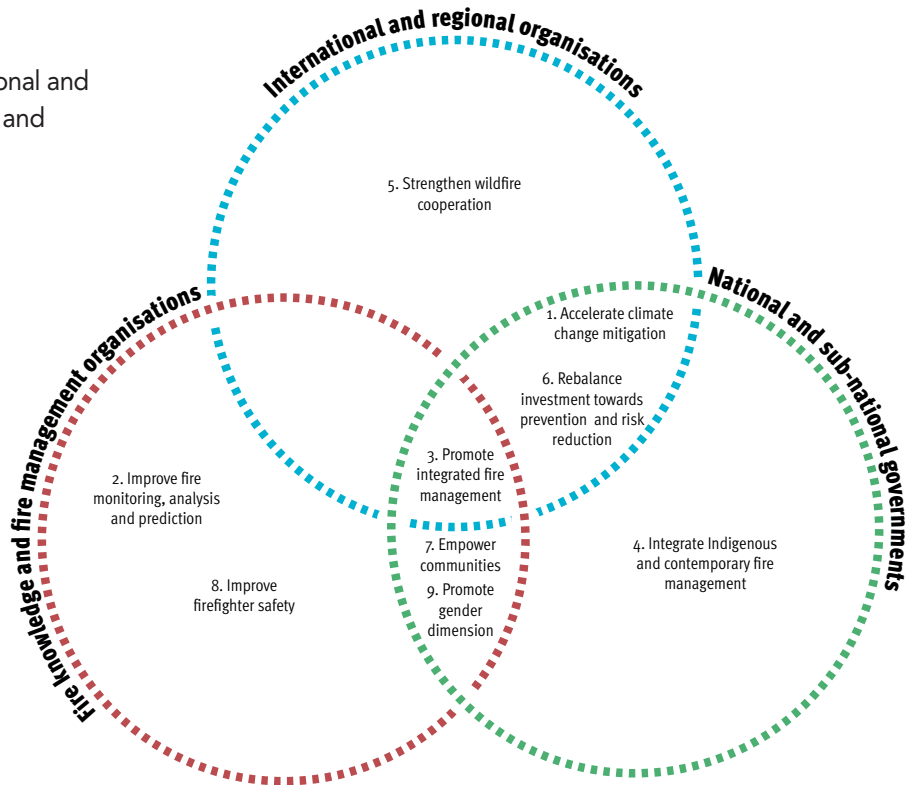 International and regional organisations
onal and
and
5. Strengthen wildfire
cooperation
Fire knowledge and fire management organisations
National and sub-national governments
1. Accelerate climate
change mitigation
6. Rebalance
investment towards
prevention and risk
reduction
3. Promote
integrated fire
management
2. Improve fire
monitoring, analysis
and prediction
7. Empower
communities
4. Integrate Indigenous
and contemporary fire
management
8. Improve
firefighter safety
9. Promote
gender
dimension